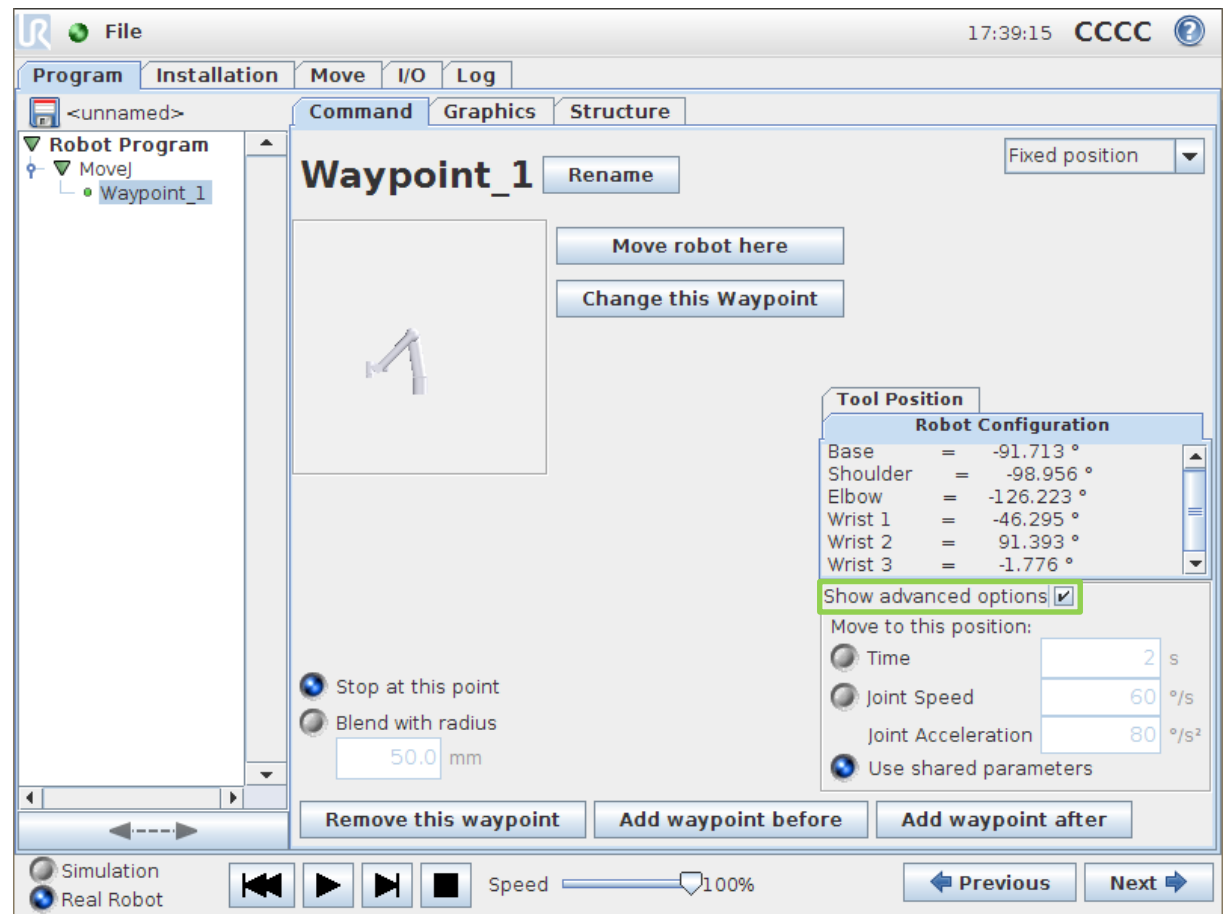 UR File 17:39:15 CCCC ?
Program Installation Move I/O Log
<unnamed> Command Graphics Structure
Robot Program
MoveJ
Waypoint_1
Waypoint_1 Rename Fixed position
Move robot here
Change this Waypoint
Tool Position
Robot Configuration
Base = -91.713 °
Shoulder = -98.956 °
Elbow = -126.223 °
Wrist 1 = -46.295 °
Wrist 2 = 91.393 °
Wrist 3 = -1.776 °
Show advanced options
Move to this position:
Time 2 s
Joint Speed 60 °/s
Joint Acceleration 80 °/s²
Use shared parameters
Stop at this point
Blend with radius
50.0 mm
Remove this waypoint Add waypoint before Add waypoint after
Simulation
Real Robot
Speed 100% Previous Next